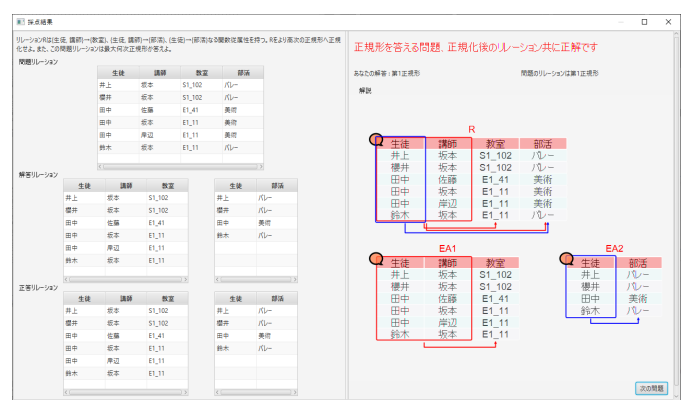 採点結果
リレーションRは{生徒, 講師}→{教室}, {生徒, 講師}→{部活}, {生徒}→{部活}なる関数従属性を持つ。Rをより高次の正規形へ正規
化せよ。また、この問題リレーションは最大何次正規形か答えよ。
問題リレーション
生徒 講師 教室 部活
井上 坂本 S1_102 バレー
櫻井 坂本 S1_102 バレー
田中 佐藤 E1_41 美術
田中 坂本 E1_11 美術
田中 岸辺 E1_11 美術
鈴木 坂本 E1_11 バレー
解答リレーション
生徒 講師 教室 生徒 部活
井上 坂本 S1_102 井上 バレー
櫻井 坂本 S1_102 櫻井 バレー
田中 佐藤 E1_41 田中 美術
田中 坂本 E1_11 鈴木 バレー
田中 岸辺 E1_11
鈴木 坂本 E1_11
正答リレーション
生徒 講師 教室 生徒 部活
井上 坂本 S1_102 井上 バレー
櫻井 坂本 S1_102 櫻井 バレー
田中 佐藤 E1_41 田中 美術
田中 坂本 E1_11 鈴木 バレー
田中 岸辺 E1_11
鈴木 坂本 E1_11
正規形を答える問題、正規化後のリレーション共に正解です
あなたの解答 : 第1正規形 問題のリレーションは第1正規形
解説
R
生徒 講師 教室 部活
井上 坂本 S1_102 バレー
櫻井 坂本 S1_102 バレー
田中 佐藤 E1_41 美術
田中 坂本 E1_11 美術
田中 岸辺 E1_11 美術
鈴木 坂本 E1_11 バレー
EA1 EA2
生徒 講師 教室 生徒 部活
井上 坂本 S1_102 井上 バレー
櫻井 坂本 S1_102 櫻井 バレー
田中 佐藤 E1_41 田中 美術
田中 坂本 E1_11 鈴木 バレー
田中 岸辺 E1_11
鈴木 坂本 E1_11
次の問題